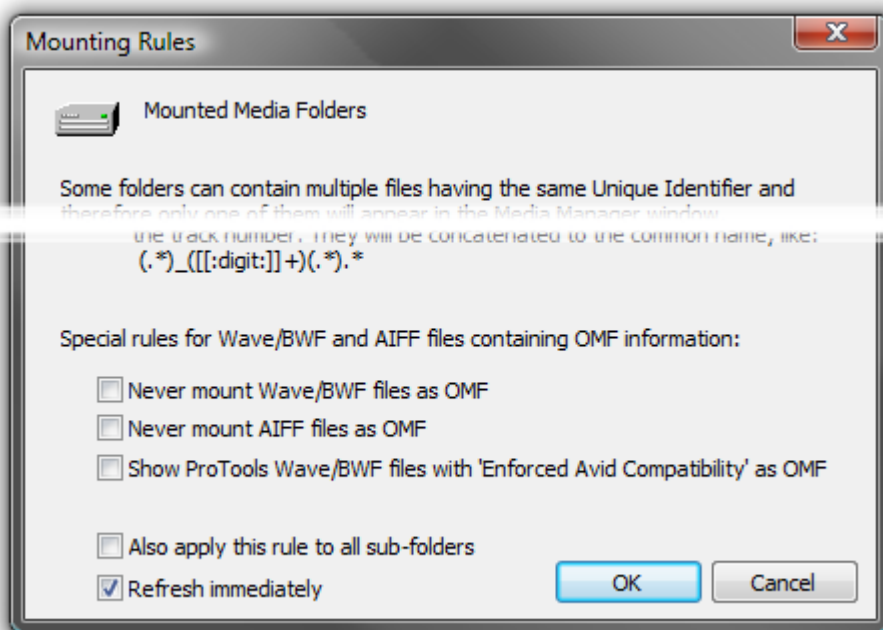 Mounting Rules
Mounted Media Folders
Some folders can contain multiple files having the same Unique Identifier and
therefore only one of them will appear in the Media Manager window
the track number. They will be concatenated to the common name, like:
(.*)_([[:digit:]]+)(.*).*
Special rules for Wave/BWF and AIFF files containing OMF information:
Never mount Wave/BWF files as OMF
Never mount AIFF files as OMF
Show ProTools Wave/BWF files with 'Enforced Avid Compatibility' as OMF
Also apply this rule to all sub-folders
Refresh immediately
OK
Cancel